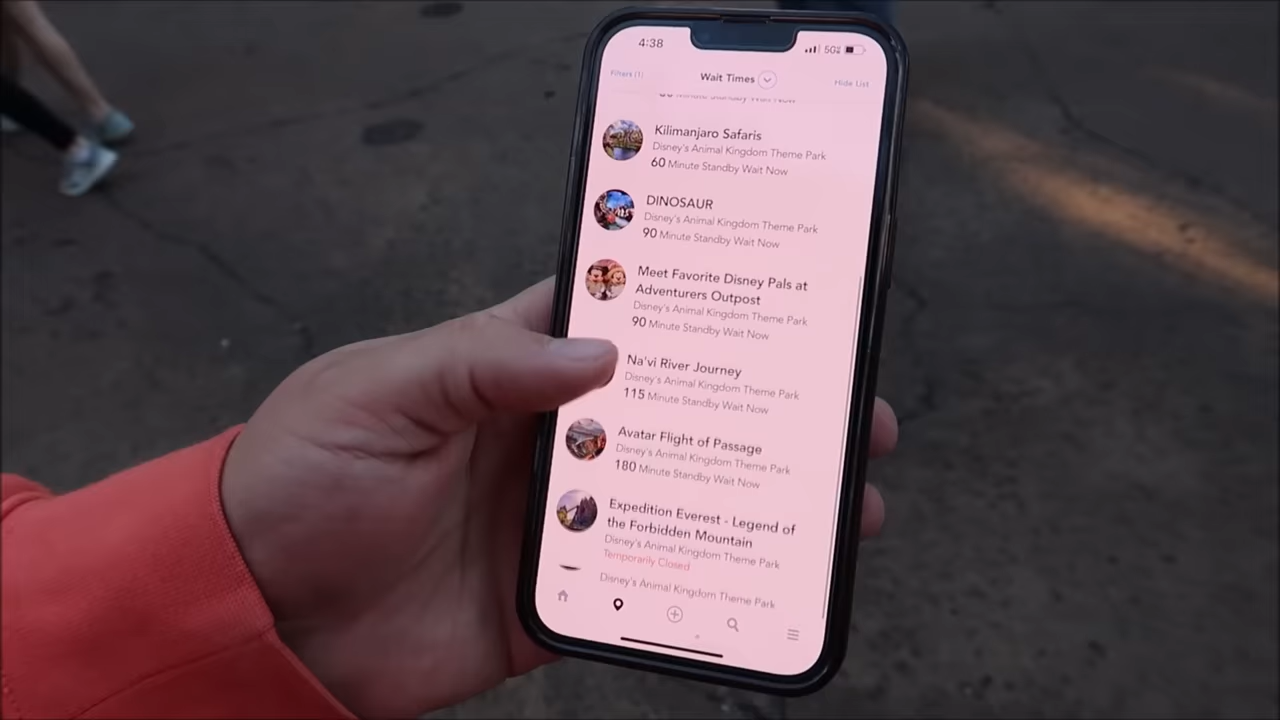 4:38
5G
Filters (1)
Wait Times
Hide List
Minute Standby Wait Now
Kilimanjaro Safaris
Disney's Animal Kingdom Theme Park
60 Minute Standby Wait Now
DINOSAUR
Disney's Animal Kingdom Theme Park
90 Minute Standby Wait Now
Meet Favorite Disney Pals at
Adventurers Outpost
Disney's Animal Kingdom Theme Park
90 Minute Standby Wait Now
Na'vi River Journey
Disney's Animal Kingdom Theme Park
115 Minute Standby Wait Now
Avatar Flight of Passage
Disney's Animal Kingdom Theme Park
180 Minute Standby Wait Now
Expedition Everest - Legend of
the Forbidden Mountain
Disney's Animal Kingdom Theme Park
Temporarily Closed
Disney's Animal Kingdom Theme Park